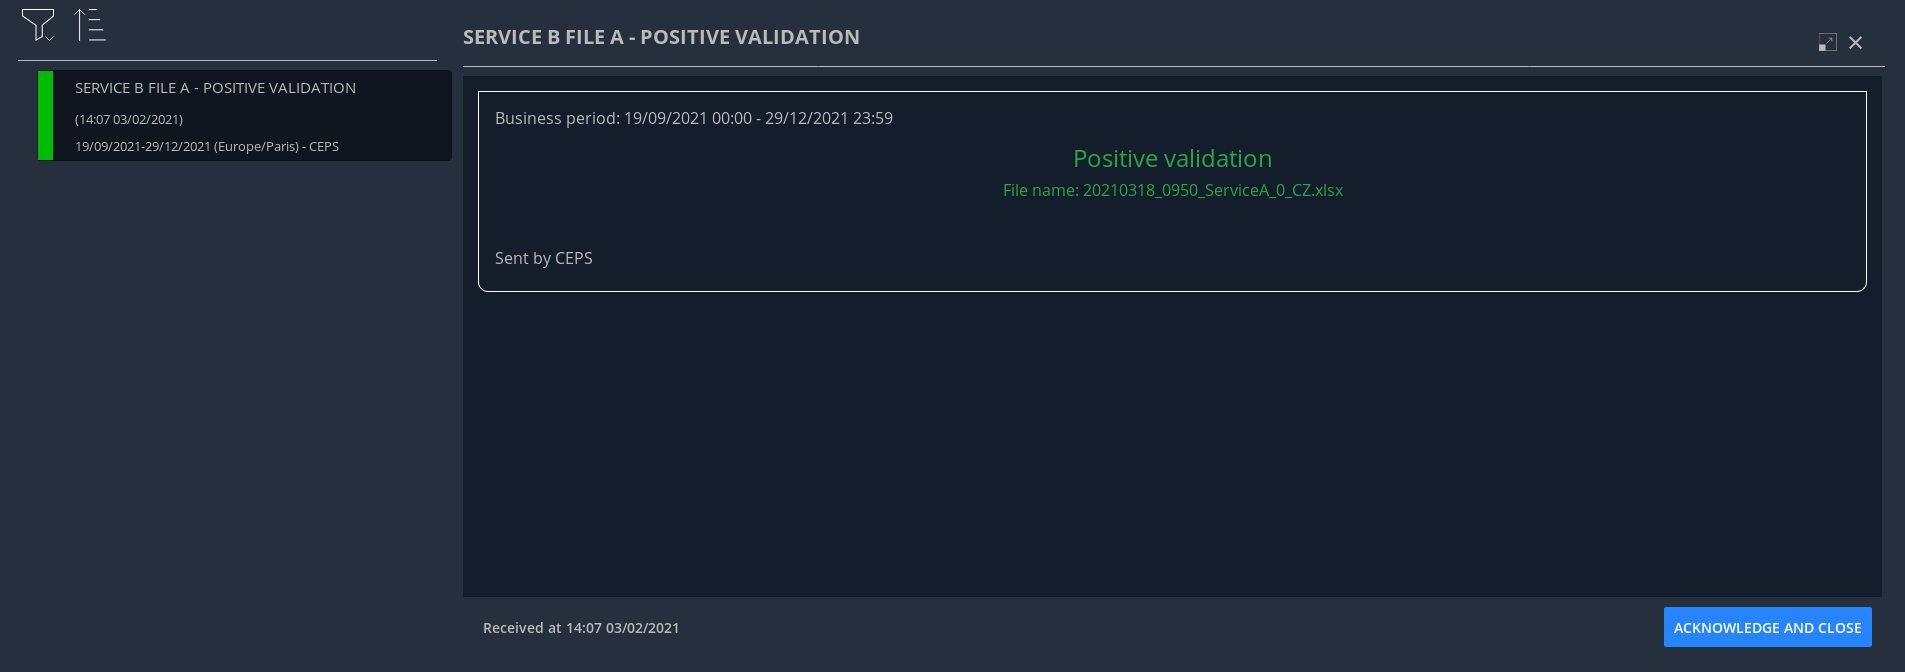 SERVICE B FILE A - POSITIVE VALIDATION
(14:07 03/02/2021)
19/09/2021-29/12/2021 (Europe/Paris) - CEPS
SERVICE B FILE A - POSITIVE VALIDATION
Business period: 19/09/2021 00:00 - 29/12/2021 23:59
Positive validation
File name: 20210318_0950_ServiceA_0_CZ.xlsx
Sent by CEPS
Received at 14:07 03/02/2021
ACKNOWLEDGE AND CLOSE